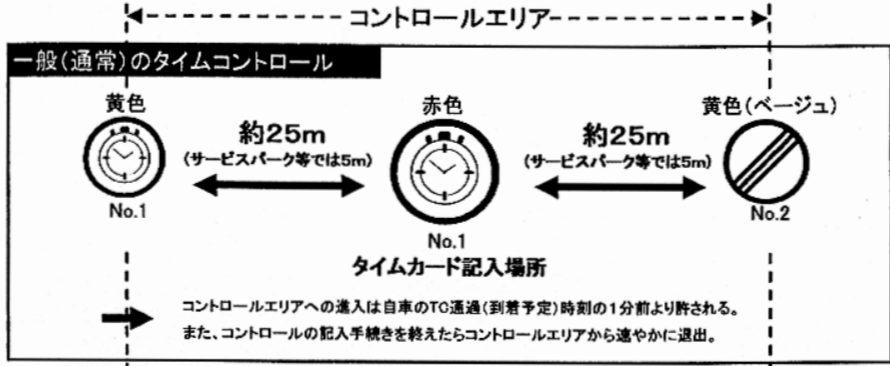 コントロールエリア
一般(通常)のタイムコントロール
黄色
赤色
黄色(ベージュ)
約25m
(サービスパーク等では5m)
約25m
(サービスパーク等では5m)
No.1
No.1
No.2
タイムカード記入場所
コントロールエリアへの進入は自車のTC通過(到着予定)時刻の1分前より許される。
また、コントロールの記入手続きを終えたらコントロールエリアから速やかに退出。